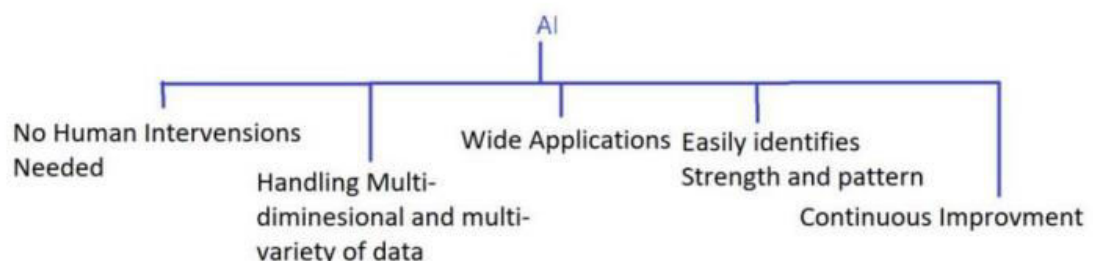 AI
No Human Intervensions
Needed
Handling Multi-
diminesional and multi-
variety of data
Wide Applications
Easily identifies
Strength and pattern
Continuous Improvment